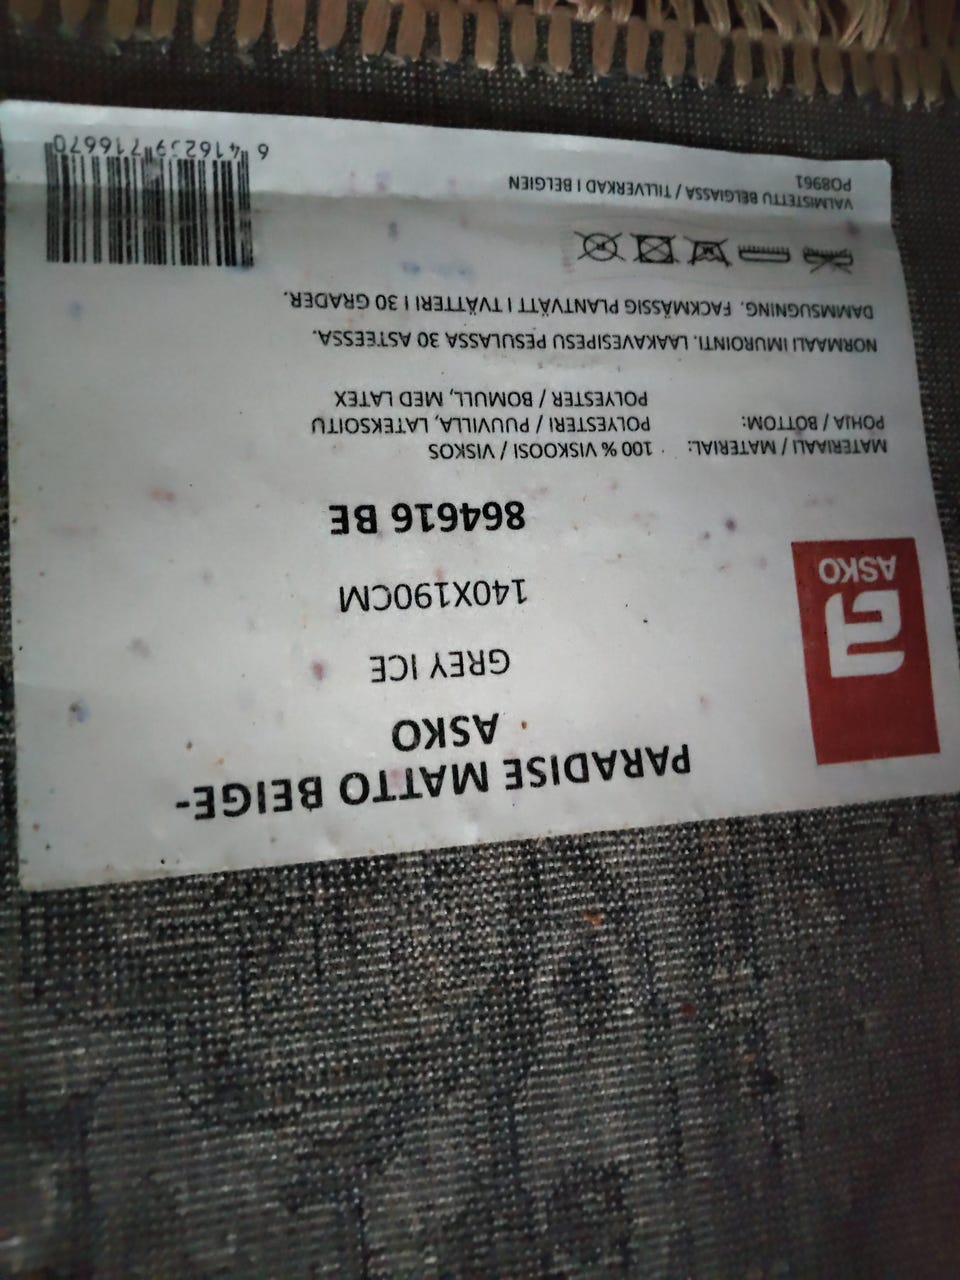 PARADISE MATTO BEIGE-
ASKO
GREY ICE
140X190CM
864616 BE
ASKO
MATERIAALI / MATERIAL: 100 % VISKOOSI / VISKOS
POHJA / BOTTOM: POLYESTERI / PUUVILLA, LATEKSOITU
POLYESTER / BOMULL, MED LATEX
NORMAALI IMUROINTI. LAAKAVESIPESU PESULASSA 30 ASTEESSA.
DAMMSUGNING. FACKMÄSSIG PLANTVÄTT I TVÄTTERI I 30 GRADER.
VALMISTETTU BELGIASSA / TILLVERKAD I BELGIEN
PO8961
6 416239 716670